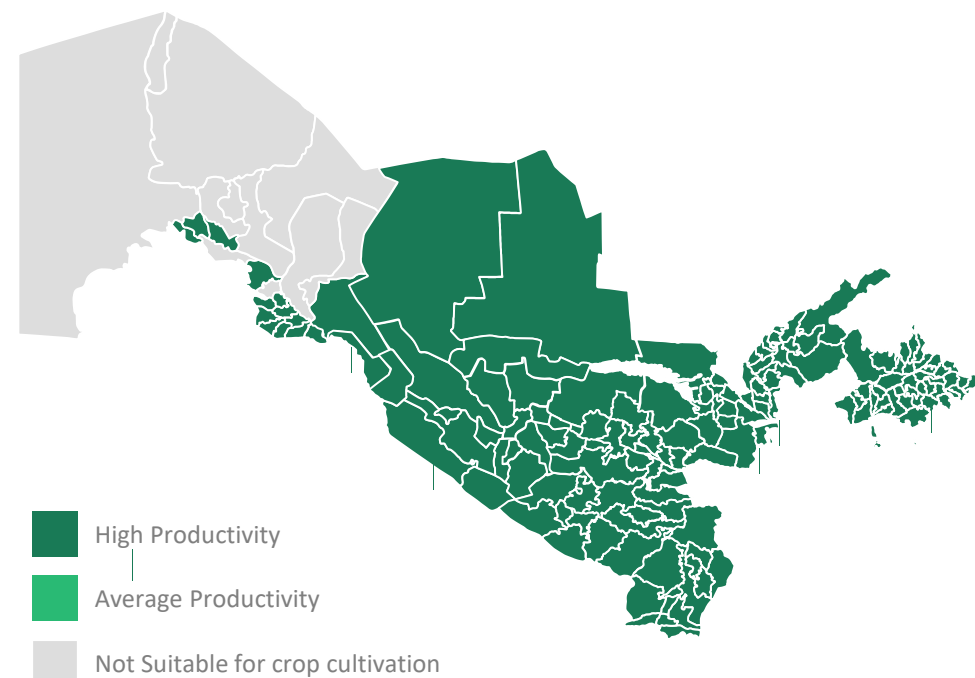 High Productivity
Average Productivity
Not Suitable for crop cultivation